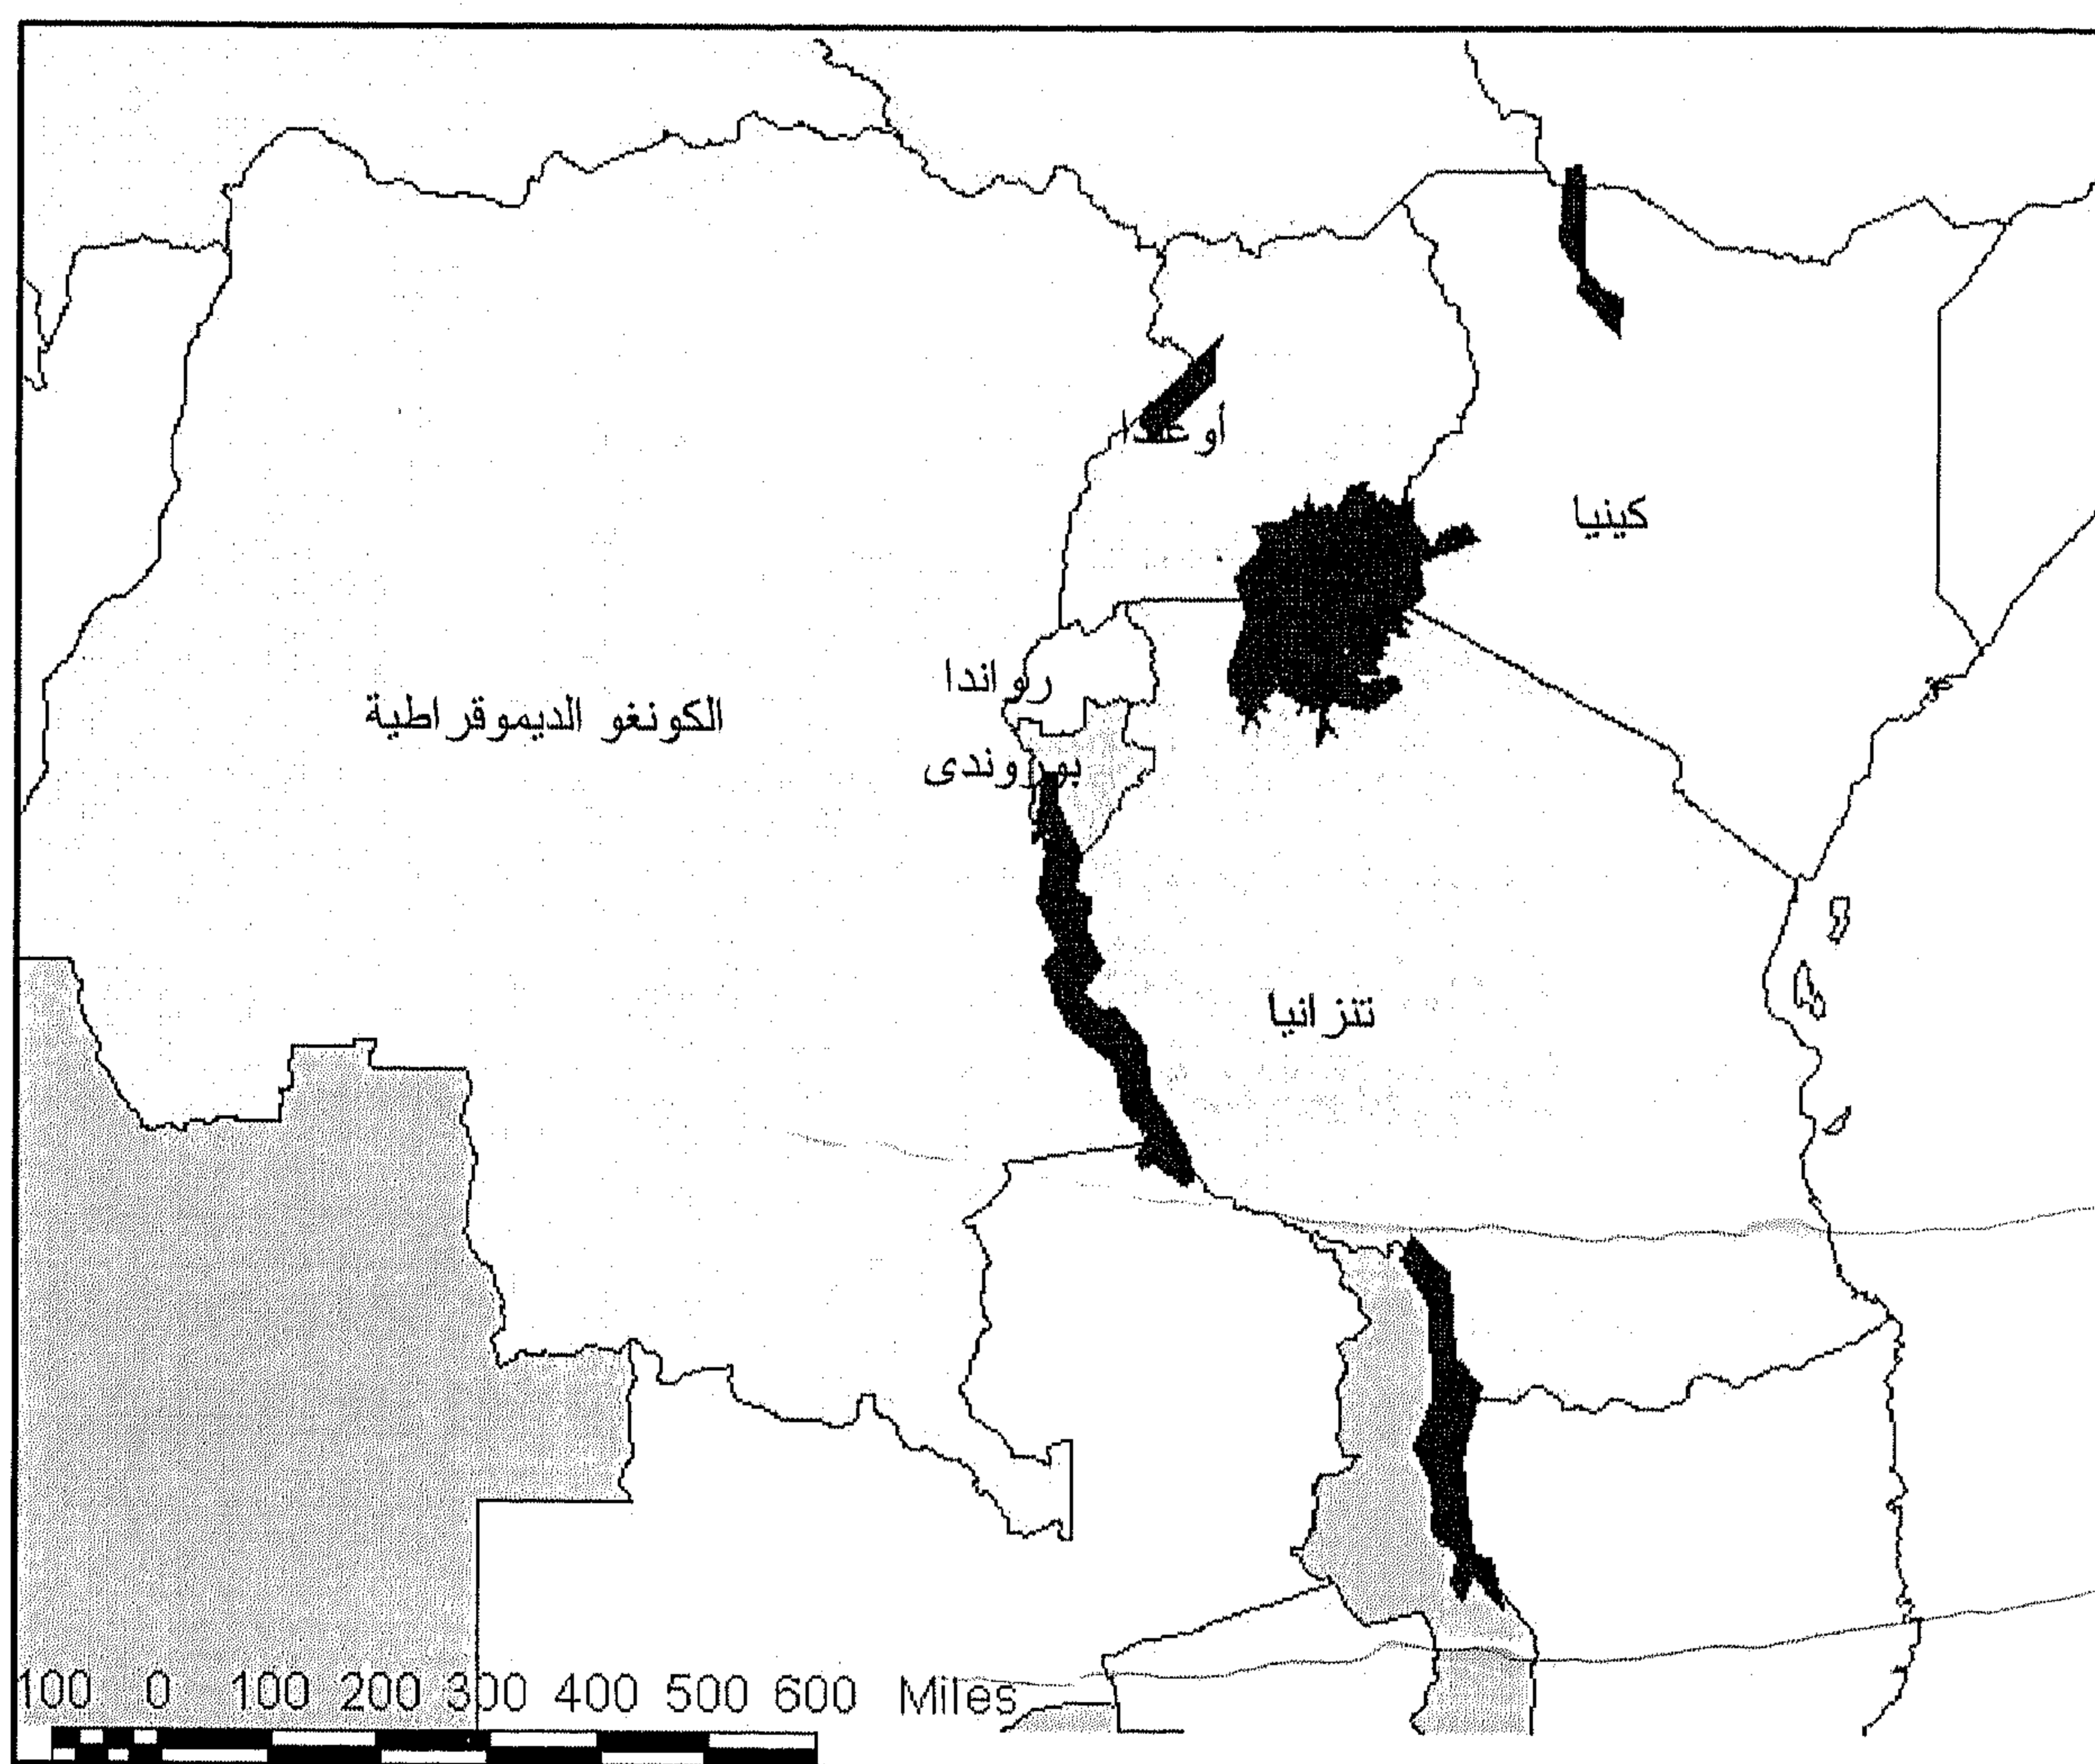 أوغندا
كينيا
رواندا
الكونغو الديموقراطية
بوروندى
تنزانيا
100 0 100 200 300 400 500 600 Miles